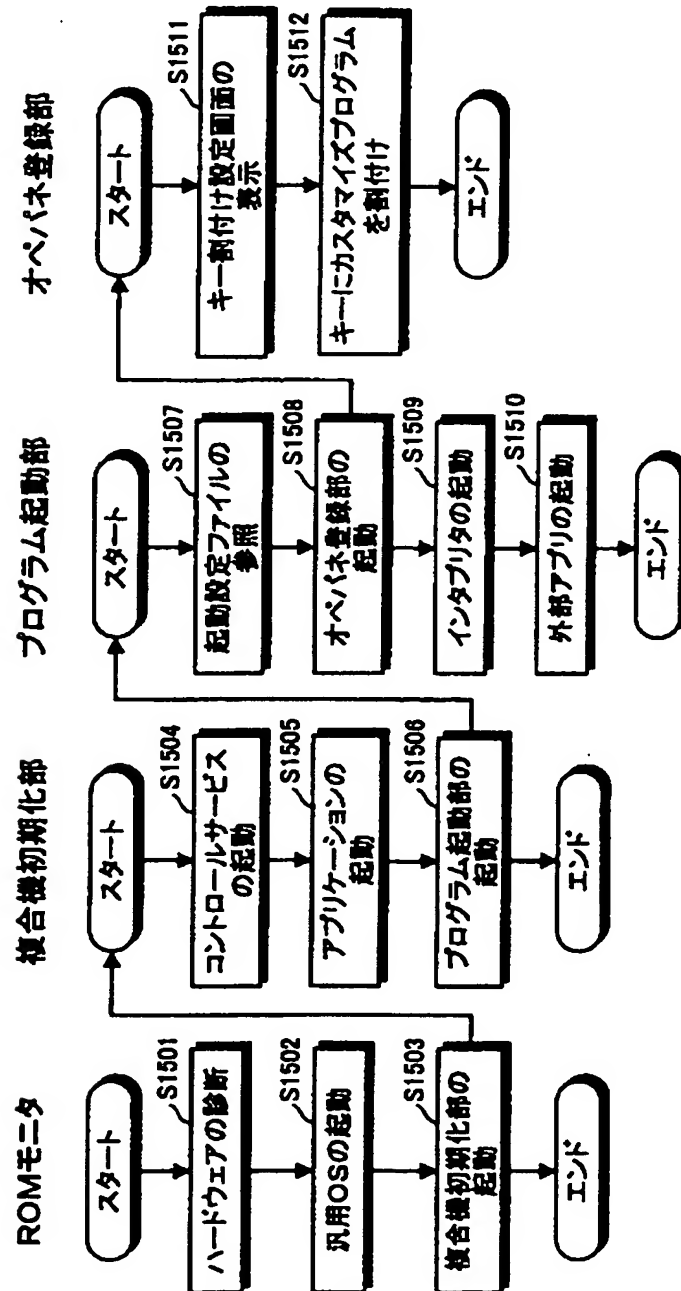 ROMモニタ
スタート
S1501
ハードウェアの診断
S1502
汎用OSの起動
S1503
複合機初期化部の
起動
エンド
複合機初期化部
スタート
S1504
コントロールサービス
の起動
S1505
アプリケーションの
起動
S1506
プログラム起動部の
起動
エンド
プログラム起動部
スタート
S1507
起動設定ファイルの
参照
S1508
オペパネ登録部の
起動
S1509
インタプリタの起動
S1510
外部アプリの起動
エンド
オペパネ登録部
スタート
S1511
キー割付け設定画面の
表示
S1512
キーにカスタマイズプログラム
を割付け
エンド